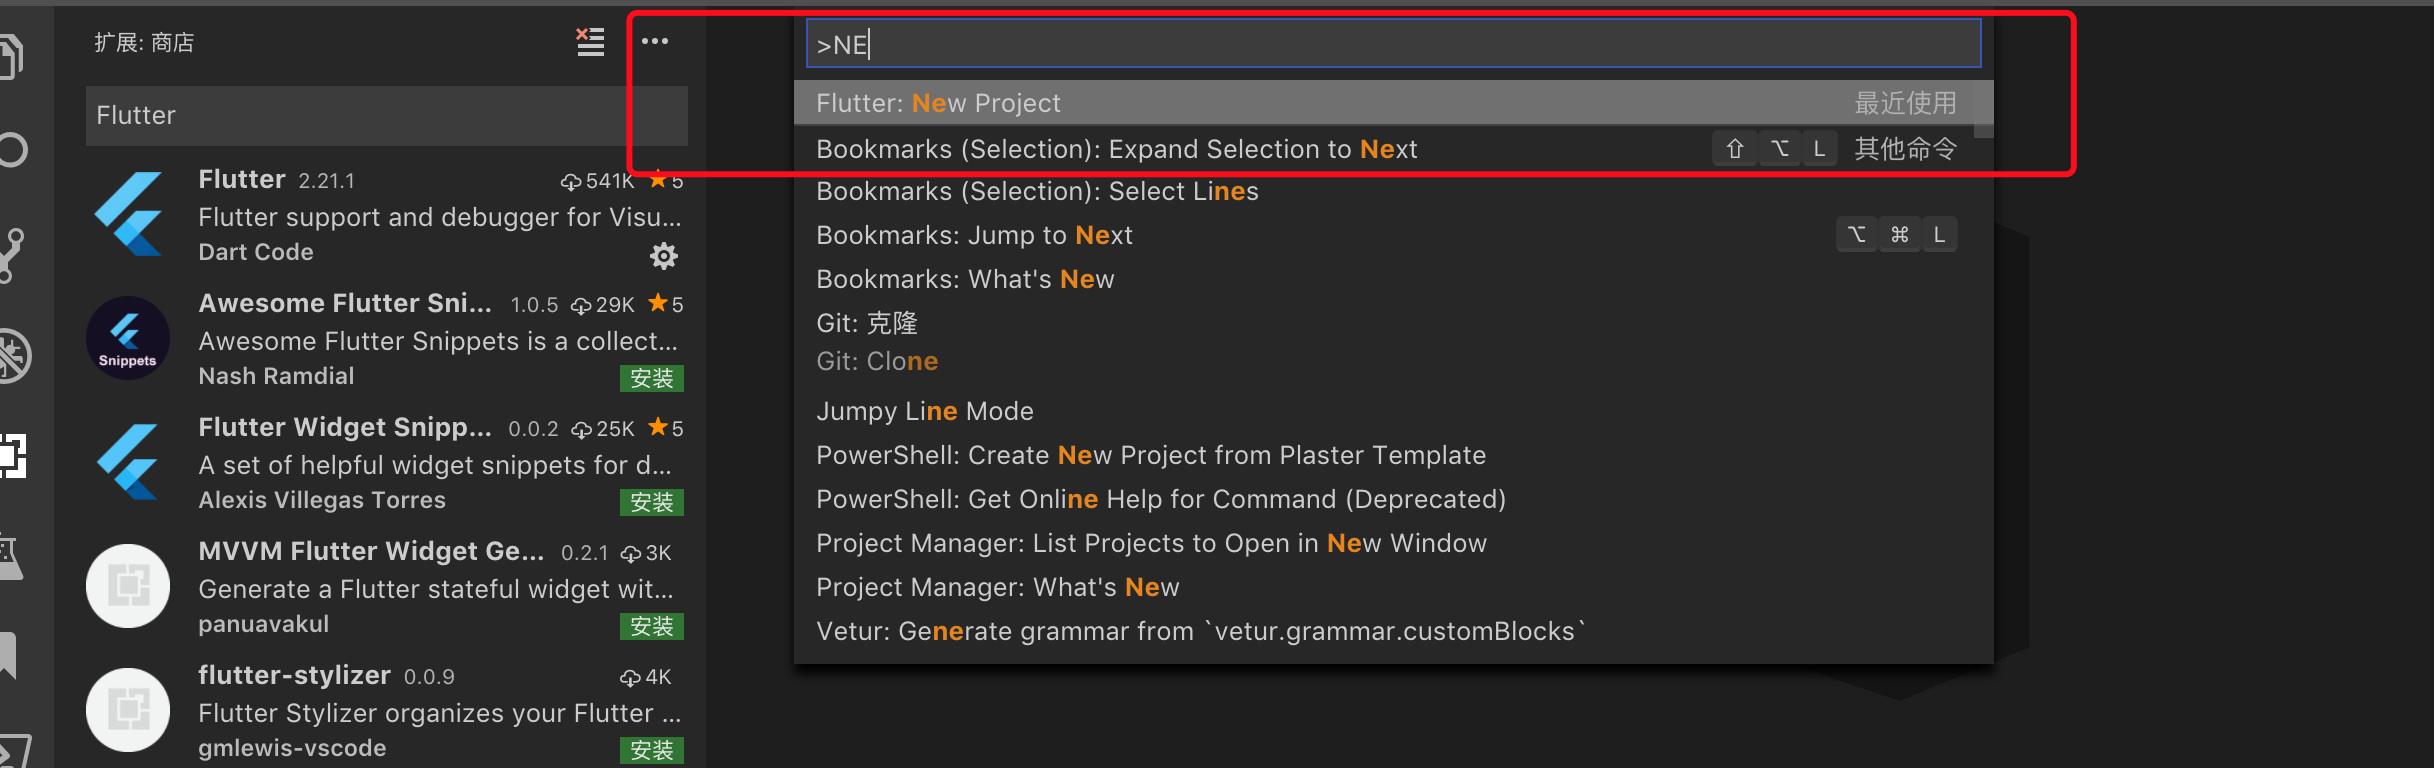 扩展: 商店
Flutter
Flutter 2.21.1 541K 5
Flutter support and debugger for Visu...
Dart Code
Awesome Flutter Sni... 1.0.5 29K 5
Awesome Flutter Snippets is a collect...
Snippets
Nash Ramdial 安装
Flutter Widget Snipp... 0.0.2 25K 5
A set of helpful widget snippets for d...
Alexis Villegas Torres 安装
MVVM Flutter Widget Ge... 0.2.1 3K
Generate a Flutter stateful widget wit...
panuavakul 安装
flutter-stylizer 0.0.9 4K
Flutter Stylizer organizes your Flutter ...
gmlewis-vscode 安装
>NE
Flutter: New Project 最近使用
Bookmarks (Selection): Expand Selection to Next ⇧ ⌥ L 其他命令
Bookmarks (Selection): Select Lines
Bookmarks: Jump to Next ⌥ ⌘ L
Bookmarks: What's New
Git: 克隆
Git: Clone
Jumpy Line Mode
PowerShell: Create New Project from Plaster Template
PowerShell: Get Online Help for Command (Deprecated)
Project Manager: List Projects to Open in New Window
Project Manager: What's New
Vetur: Generate grammar from `vetur.grammar.customBlocks`